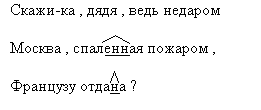 Скажи-ка , дядя , ведь недаром
Москва , спаленная пожаром ,
Французу отдана ?